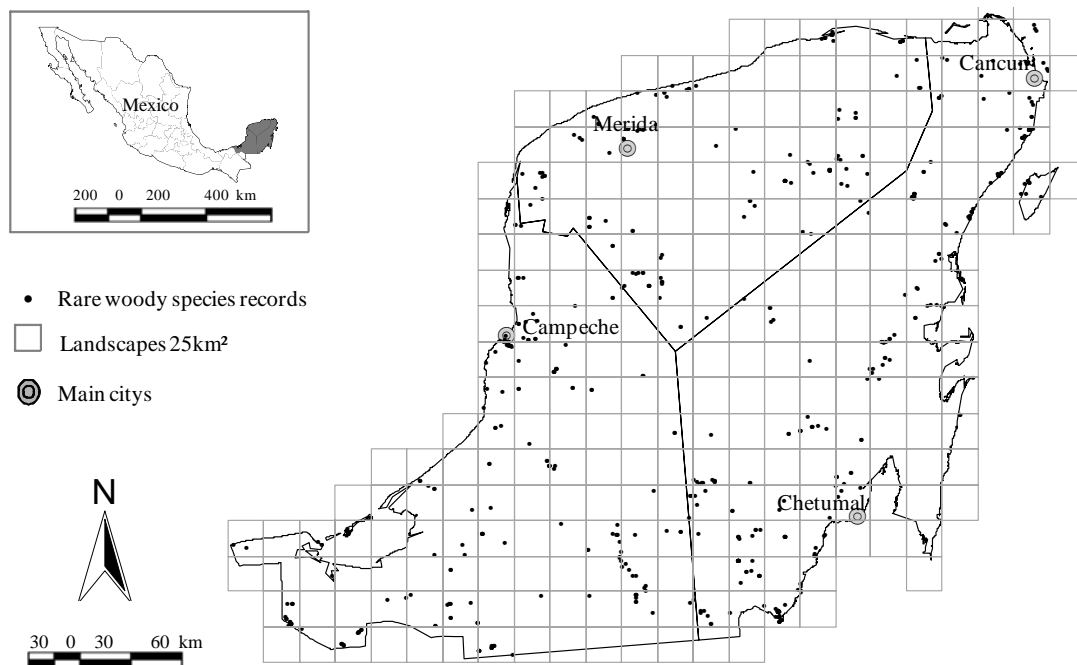 Mexico
200 0 200 400 km
Rare woody species records
Landscapes 25km²
Main citys
N
30 0 30 60 km
Cancun
Merida
Campeche
Chetumal